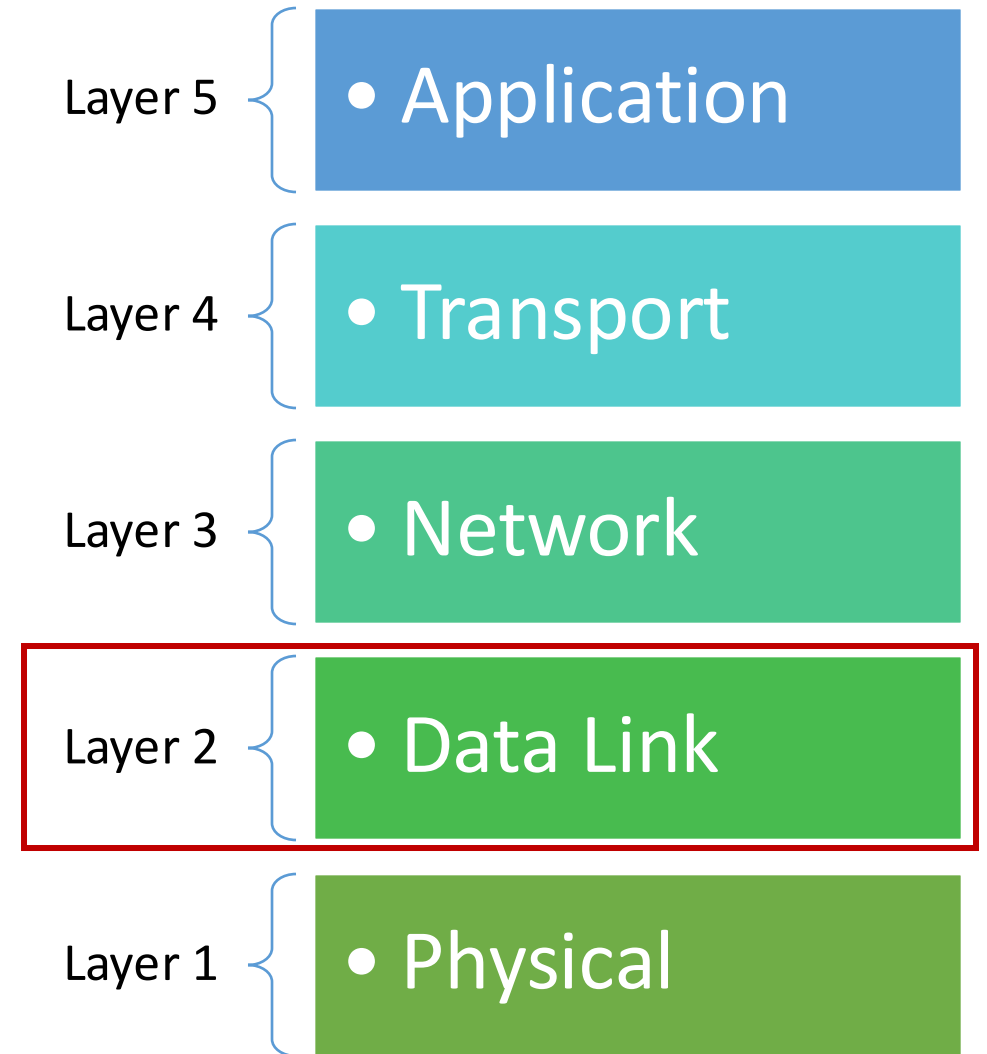 Layer 5
• Application
Layer 4
• Transport
Layer 3
• Network
Layer 2
• Data Link
Layer 1
• Physical